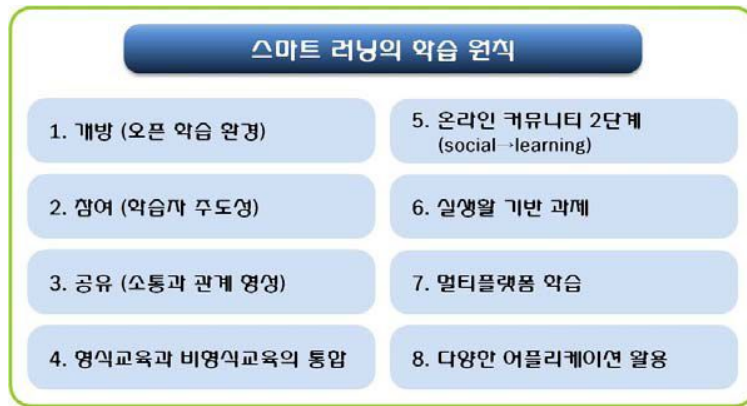 스마트 러닝의 학습 원칙
1. 개방 (오픈 학습 환경)
2. 참여 (학습자 주도성)
3. 공유 (소통과 관계 형성)
4. 형식교육과 비형식교육의 통합
5. 온라인 커뮤니티 2단계
(social→learning)
6. 실생활 기반 과제
7. 멀티플랫폼 학습
8. 다양한 어플리케이션 활용